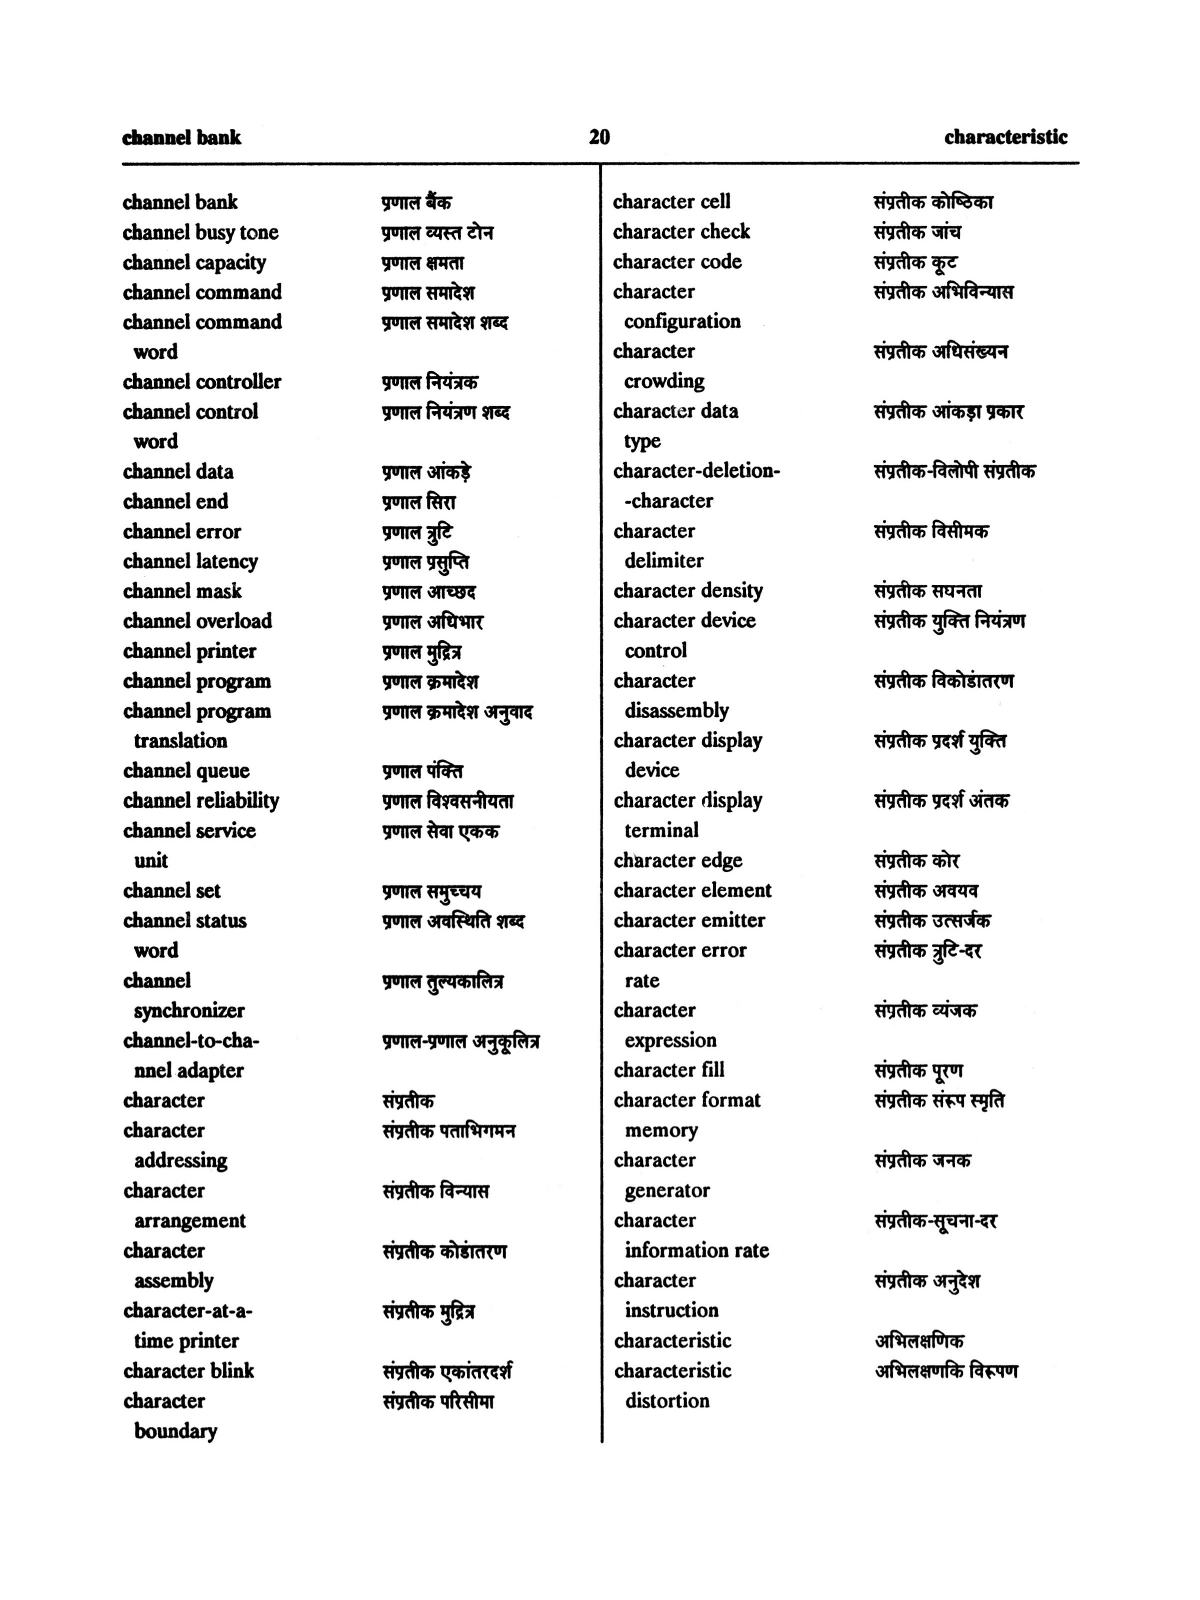 channel bank 20 characteristic
channel bank प्रणाल बैंक
channel busy tone प्रणाल व्यस्त टोन
channel capacity प्रणाल क्षमता
channel command प्रणाल समादेश
channel command प्रणाल समादेश शब्द
word
channel controller प्रणाल नियंत्रक
channel control प्रणाल नियंत्रण शब्द
word
channel data प्रणाल आंकड़े
channel end प्रणाल सिरा
channel error प्रणाल त्रुटि
channel latency प्रणाल प्रसुप्ति
channel mask प्रणाल आच्छद
channel overload प्रणाल अधिभार
channel printer प्रणाल मुद्रित्र
channel program प्रणाल क्रमादेश
channel program प्रणाल क्रमादेश अनुवाद
translation
channel queue प्रणाल पंक्ति
channel reliability प्रणाल विश्वसनीयता
channel service प्रणाल सेवा एकक
unit
channel set प्रणाल समुच्चय
channel status प्रणाल अवस्थिति शब्द
word
channel प्रणाल तुल्यकालित्र
synchronizer
channel-to-cha- प्रणाल-प्रणाल अनुकूलित्र
nnel adapter
character संप्रतीक
character संप्रतीक पताभिगमन
addressing
character संप्रतीक विन्यास
arrangement
character संप्रतीक कोडांतरण
assembly
character-at-a- संप्रतीक मुद्रित्र
time printer
character blink संप्रतीक एकांतरदर्श
character संप्रतीक परिसीमा
boundary
character cell संप्रतीक कोष्ठिका
character check संप्रतीक जांच
character code संप्रतीक कूट
character संप्रतीक अभिविन्यास
configuration
character संप्रतीक अधिसंख्यन
crowding
character data संप्रतीक आंकड़ा प्रकार
type
character-deletion- संप्रतीक-विलोपी संप्रतीक
-character
character संप्रतीक विसीमक
delimiter
character density संप्रतीक सघनता
character device संप्रतीक युक्ति नियंत्रण
control
character संप्रतीक विकोडांतरण
disassembly
character display संप्रतीक प्रदर्श युक्ति
device
character display संप्रतीक प्रदर्श अंतक
terminal
character edge संप्रतीक कोर
character element संप्रतीक अवयव
character emitter संप्रतीक उत्सर्जक
character error संप्रतीक त्रुटि-दर
rate
character संप्रतीक व्यंजक
expression
character fill संप्रतीक पूरण
character format संप्रतीक संरूप स्मृति
memory
character संप्रतीक जनक
generator
character संप्रतीक-सूचना-दर
information rate
character संप्रतीक अनुदेश
instruction
characteristic अभिलक्षणिक
characteristic अभिलक्षणकि विरूपण
distortion